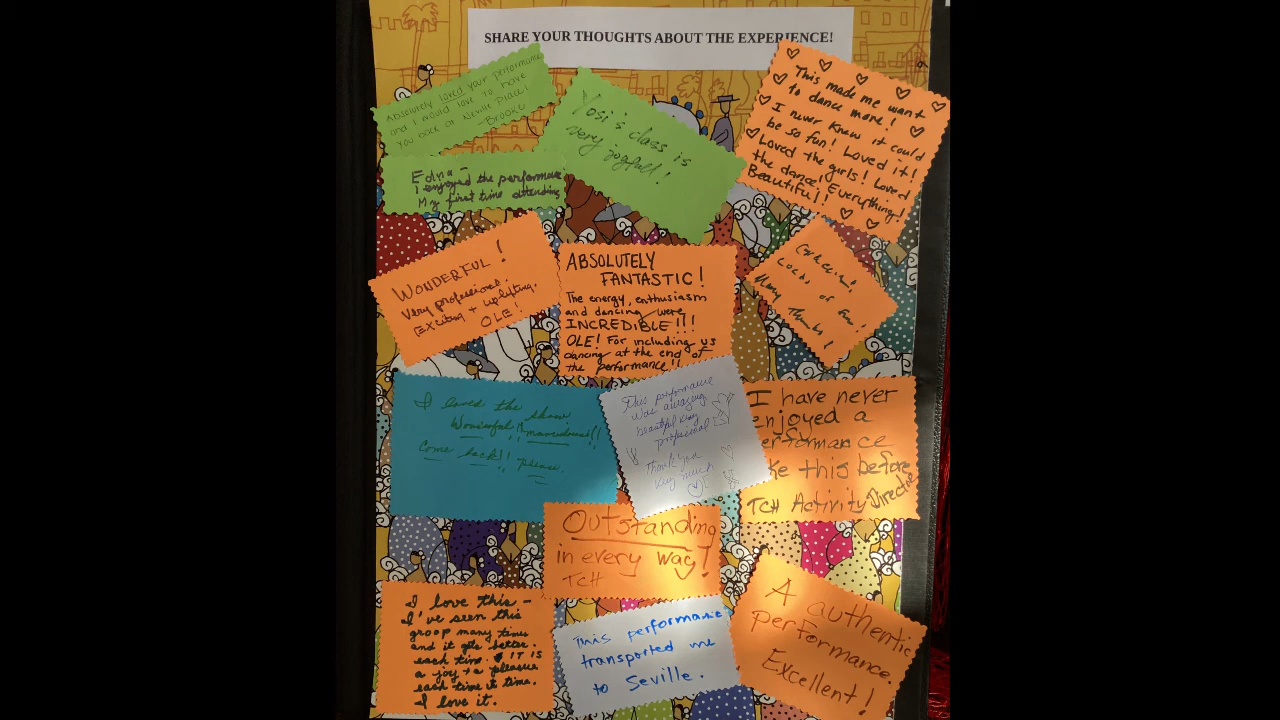 SHARE YOUR THOUGHTS ABOUT THE EXPERIENCE!
Absolutely loved your performance
and I would love to have
you back at Neville Place!
-Brooke
Yosi's class is
very joyfull!
This made me want
to dance more!
I never knew it could
be so fun! Loved it!
Loved the girls! Loved
the dance! Everything!
Beautiful!
Edna -
I enjoyed the performance
My first time attending
WONDERFUL!
Very professional.
Exciting + uplifting.
OLE!
ABSOLUTELY
FANTASTIC!
The energy, enthusiasm
and dancing were
INCREDIBLE!!!
OLE! For including us
dancing at the end of
the performance!!
Loads of Fun!
Many Thanks!
I loved the show
Wonderful!! marvelous!!
Come back!! please.
This performance
was amazing
beautiful very
professional
Thank you
very much
I have never
enjoyed a
performance
ke this before
TCH Activity Director
Outstanding
in every way!
TCH
I love this -
I've seen this
groop many times
and it gets better.
each time. IT IS
a joy + a pleasure
each time it time.
I love it.
This performance
transported me
to Seville.
A authentic
performance.
Excellent!